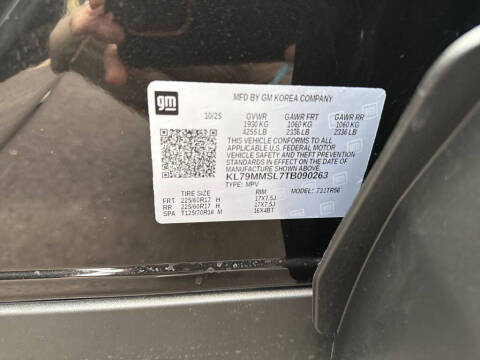 gm
MFD BY GM KOREA COMPANY
10/25 GVWR GAWR FRT GAWR RR
1930 KG 1060 KG 1060 KG
4255 LB 2336 LB 2336 LB
THIS VEHICLE CONFORMS TO ALL
APPLICABLE U.S. FEDERAL MOTOR
VEHICLE SAFETY AND THEFT PREVENTION
STANDARDS IN EFFECT ON THE DATE OF
MANUFACTURE SHOWN ABOVE.
KL79MMSL7TB090263
TYPE: MPV MODEL: 7J1TR56
TIRE SIZE RIM
FRT 225/60R17 H 17X7.5J
RR 225/60R17 H 17X7.5J
SPA T125/70R16 M 16X4BT